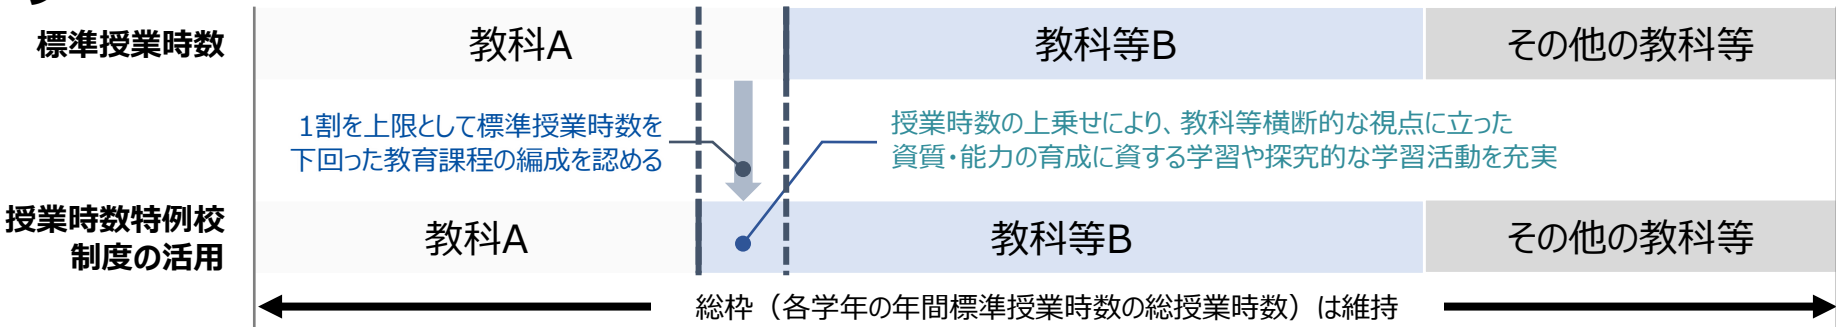 標準授業時数
教科A
教科等B
その他の教科等
1割を上限として標準授業時数を
下回った教育課程の編成を認める
授業時数の上乗せにより、教科等横断的な視点に立った
資質・能力の育成に資する学習や探究的な学習活動を充実
授業時数特例校
制度の活用
教科A
教科等B
その他の教科等
総枠（各学年の年間標準授業時数の総授業時数）は維持